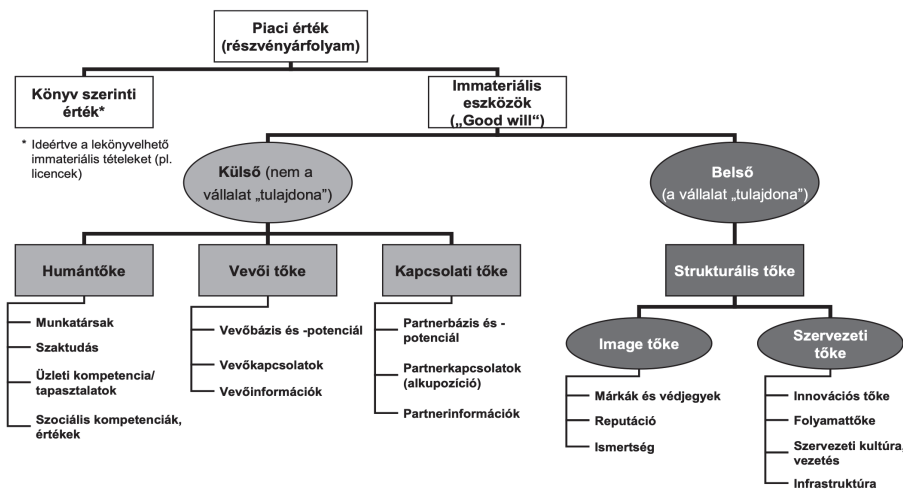 Piaci érték
(részvényárfolyam)
Könyv szerinti
érték*
Immateriális
eszközök
(„Good will“)
* Ideértve a lekönyvelhető
immateriális tételeket (pl.
licencek)
Külső (nem a
vállalat „tulajdona”)
Belső
(a vállalat „tulajdona”)
Humántőke
Munkatársak
Szaktudás
Üzleti kompetencia/
tapasztalatok
Szociális kompetenciák,
értékek
Vevői tőke
Vevőbázis és -potenciál
Vevőkapcsolatok
Vevőinformációk
Kapcsolati tőke
Partnerbázis és -
potenciál
Partnerkapcsolatok
(alkupozíció)
Partnerinformációk
Strukturális tőke
Image tőke
Márkák és védjegyek
Reputáció
Ismertség
Szervezeti
tőke
Innovációs tőke
Folyamattőke
Szervezeti kultúra,
vezetés
Infrastruktúra